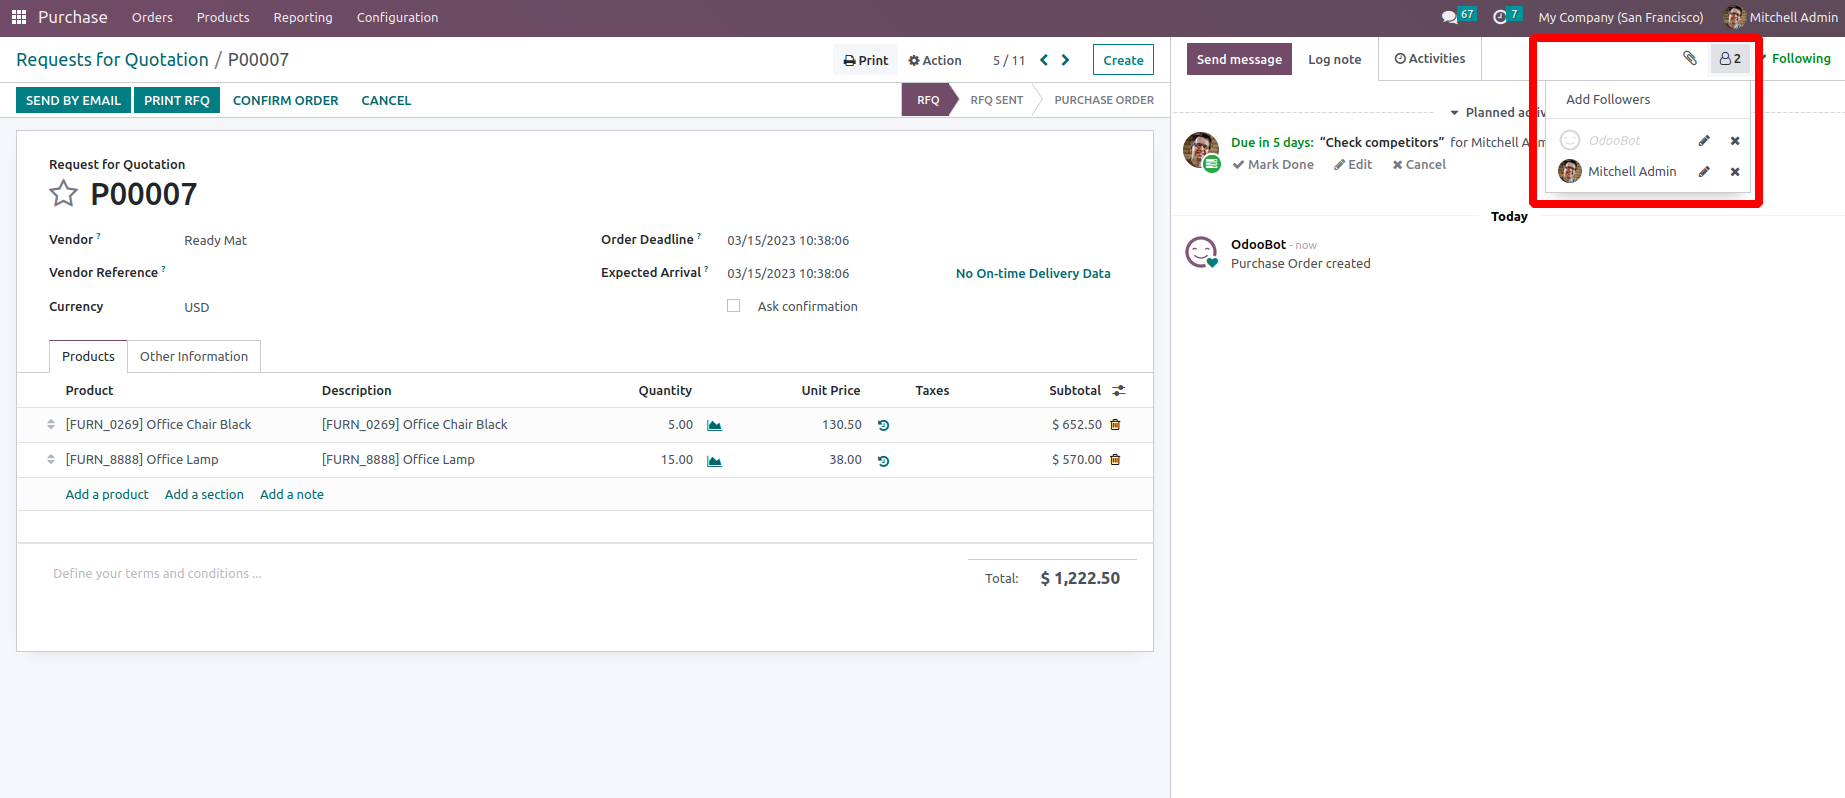 Purchase Orders Products Reporting Configuration 67 7 My Company (San Francisco) Mitchell Admin
Requests for Quotation / P00007 Print Action 5 / 11 Create
SEND BY EMAIL PRINT RFQ CONFIRM ORDER CANCEL RFQ RFQ SENT PURCHASE ORDER
Request for Quotation
P00007
Vendor ? Ready Mat
Vendor Reference ?
Currency USD
Order Deadline ? 03/15/2023 10:38:06
Expected Arrival ? 03/15/2023 10:38:06 No On-time Delivery Data
Ask confirmation
Products Other Information
Product Description Quantity Unit Price Taxes Subtotal
[FURN_0269] Office Chair Black [FURN_0269] Office Chair Black 5.00 130.50 $ 652.50
[FURN_8888] Office Lamp [FURN_8888] Office Lamp 15.00 38.00 $ 570.00
Add a product Add a section Add a note
Define your terms and conditions ...
Total: $ 1,222.50
Send message Log note Activities 2 Following
Add Followers
OdooBot
Mitchell Admin
Planned
Due in 5 days: “Check competitors” for Mitchell
Mark Done Edit Cancel
Today
OdooBot - now
Purchase Order created